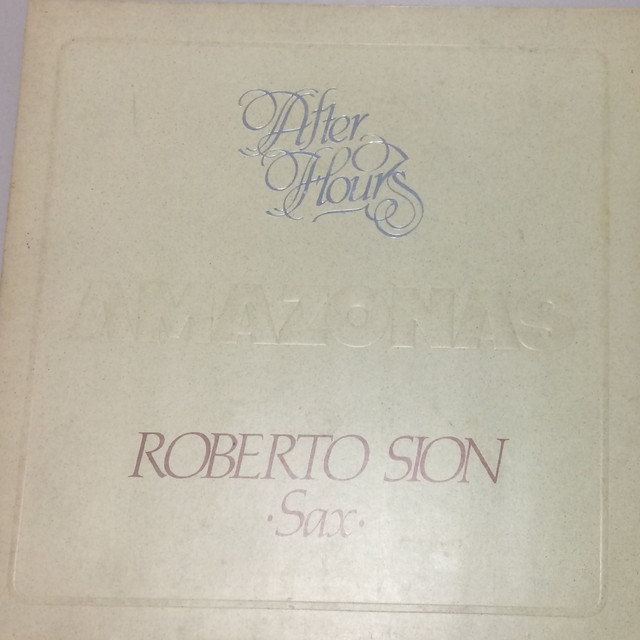 After
Hours
AMAZONAS
ROBERTO SION
·Sax·